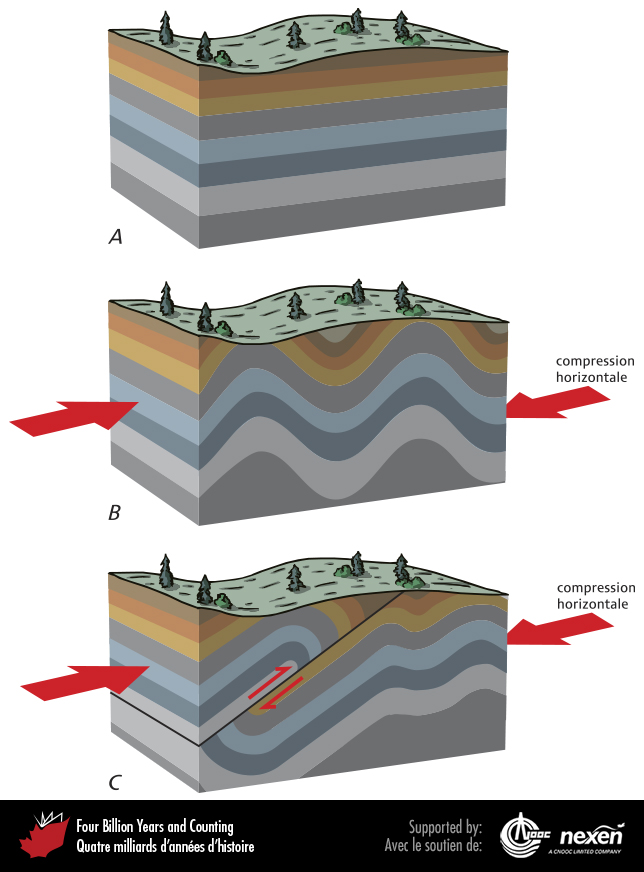 A
B
compression
horizontale
C
compression
horizontale
Four Billion Years and Counting
Quatre milliards d'années d'histoire
Supported by:
Avec le soutien de:
CNOOC
nexen
A CNOOC LIMITED COMPANY